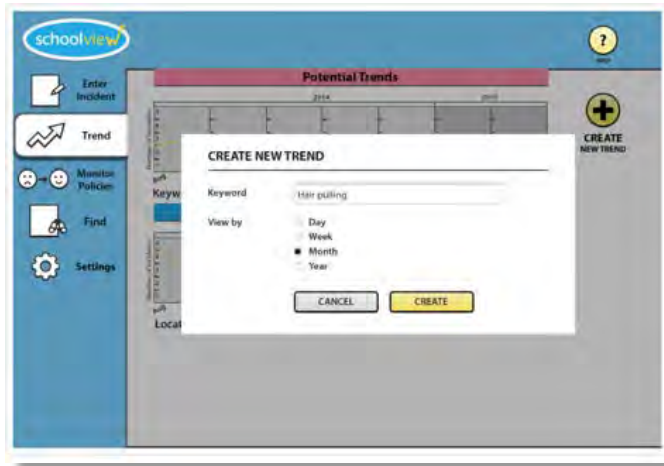 schoolview
?
Enter
Incident
Trend
Monitor
Policies
Find
Settings
Potential Trends
2014
CREATE
NEW TREND
CREATE NEW TREND
Keyword
Hair pulling
View by
Day
Week
Month
Year
CANCEL
CREATE
Keyw
Locat